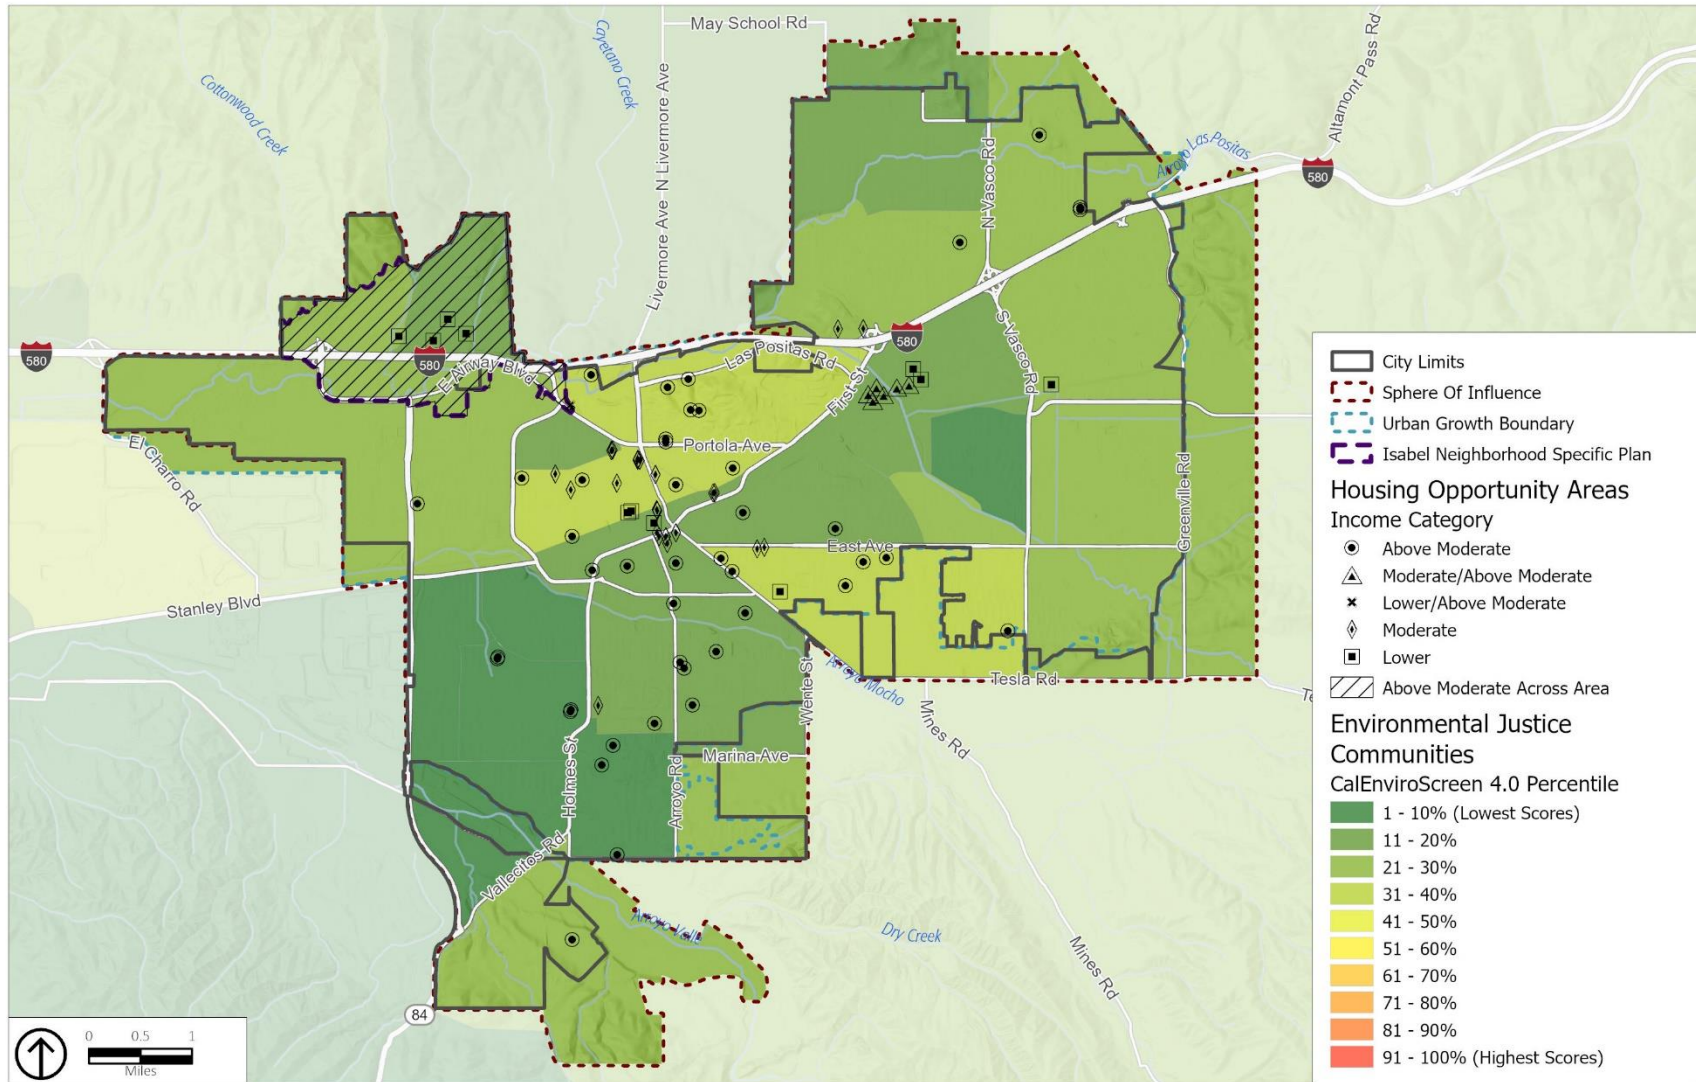 May School Rd
Cayetano Creek
Cottonwood Creek
N Livermore Ave
Livermore Ave
Altamont Pass Rd
Arroyo Las Positas
N Vasco Rd
580
580
580
580
S Vasco Rd
Las Positas Rd
First St
E Airway Blvd
Portola Ave
El Charro Rd
East Ave
Greenville Rd
Stanley Blvd
Arroyo Mocho
Wente St
Tesla Rd
Mines Rd
Marina Ave
Holmes St
Arroyo Rd
Vallecitos Rd
Arroyo Valle
Dry Creek
Mines Rd
84
0 0.5 1
Miles
City Limits
Sphere Of Influence
Urban Growth Boundary
Isabel Neighborhood Specific Plan
Housing Opportunity Areas
Income Category
Above Moderate
Moderate/Above Moderate
Lower/Above Moderate
Moderate
Lower
Above Moderate Across Area
Environmental Justice
Communities
CalEnviroScreen 4.0 Percentile
1 - 10% (Lowest Scores)
11 - 20%
21 - 30%
31 - 40%
41 - 50%
51 - 60%
61 - 70%
71 - 80%
81 - 90%
91 - 100% (Highest Scores)